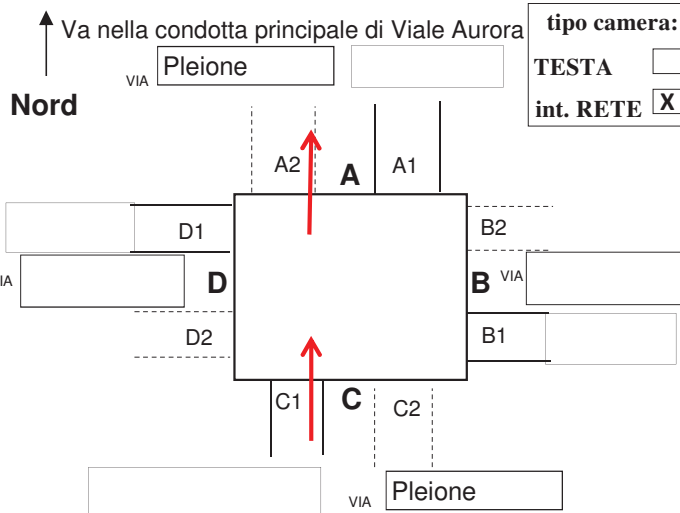 Va nella condotta principale di Viale Aurora
tipo camera:
VIA Pleione
TESTA
Nord
int. RETE X
A2 A A1
D1 B2
IA D B VIA
D2 B1
C1 C C2
VIA Pleione